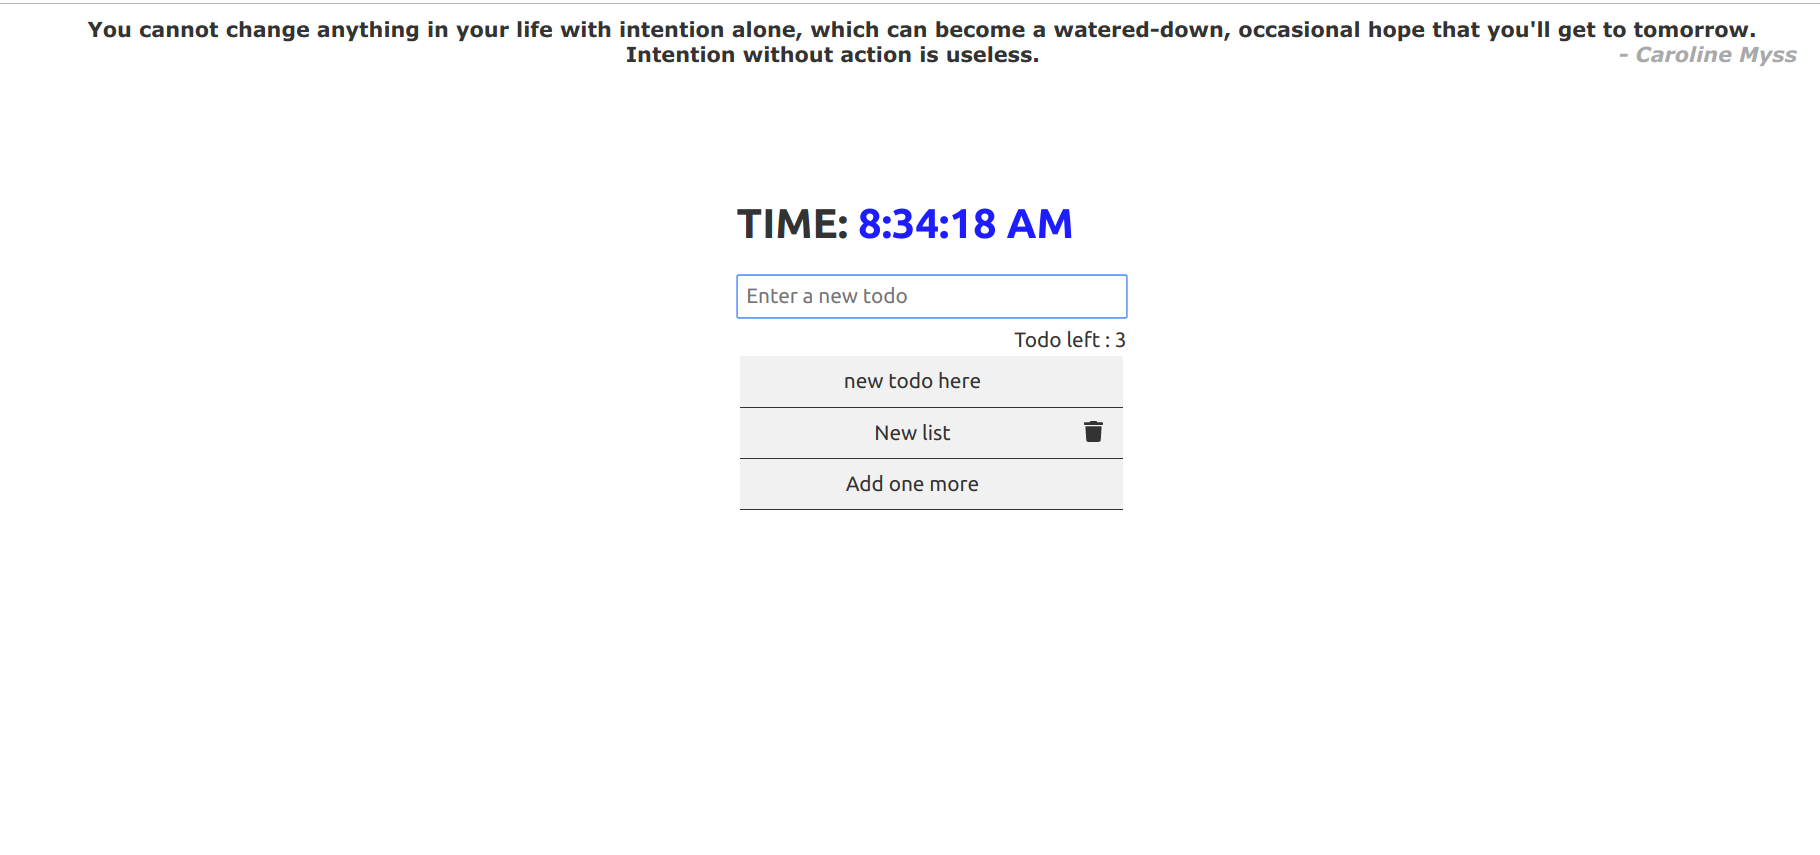 You cannot change anything in your life with intention alone, which can become a watered-down, occasional hope that you'll get to tomorrow.
Intention without action is useless.
- Caroline Myss
TIME: 8:34:18 AM
Enter a new todo
Todo left : 3
new todo here
New list
Add one more